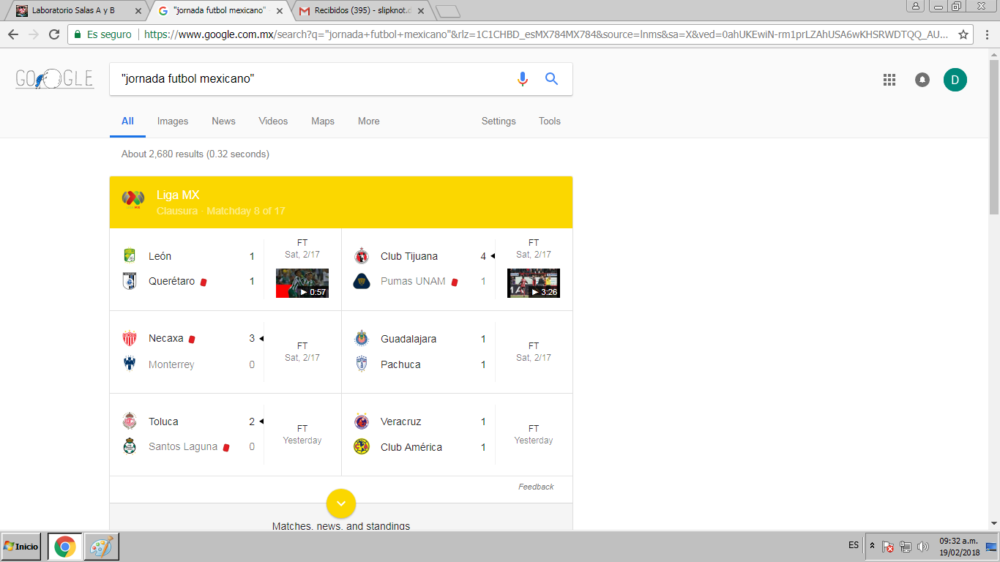 Laboratorio Salas A y B
"jornada futbol mexicano"
Recibidos (395) - slipknot.d
Es seguro
https://www.google.com.mx/search?q="jornada+futbol+mexicano"&rlz=1C1CHBD_esMX784MX784&source=lnms&sa=X&ved=0ahUKEwiN-rm1prLZAhUSA6wKHSRWDTQQ_AU...
GOOGLE
"jornada futbol mexicano"
D
All
Images
News
Videos
Maps
More
Settings
Tools
About 2,680 results (0.32 seconds)
Liga MX
Clausura - Matchday 8 of 17
León 1
Querétaro 1
FT
Sat, 2/17
0:57
Club Tijuana 4
Pumas UNAM 1
FT
Sat, 2/17
3:26
Necaxa 3
Monterrey 0
FT
Sat, 2/17
Guadalajara 1
Pachuca 1
FT
Sat, 2/17
Toluca 2
Santos Laguna 0
FT
Yesterday
Veracruz 1
Club América 1
FT
Yesterday
Feedback
Matches, news, and standings
Inicio
ES
09:32 a.m.
19/02/2018